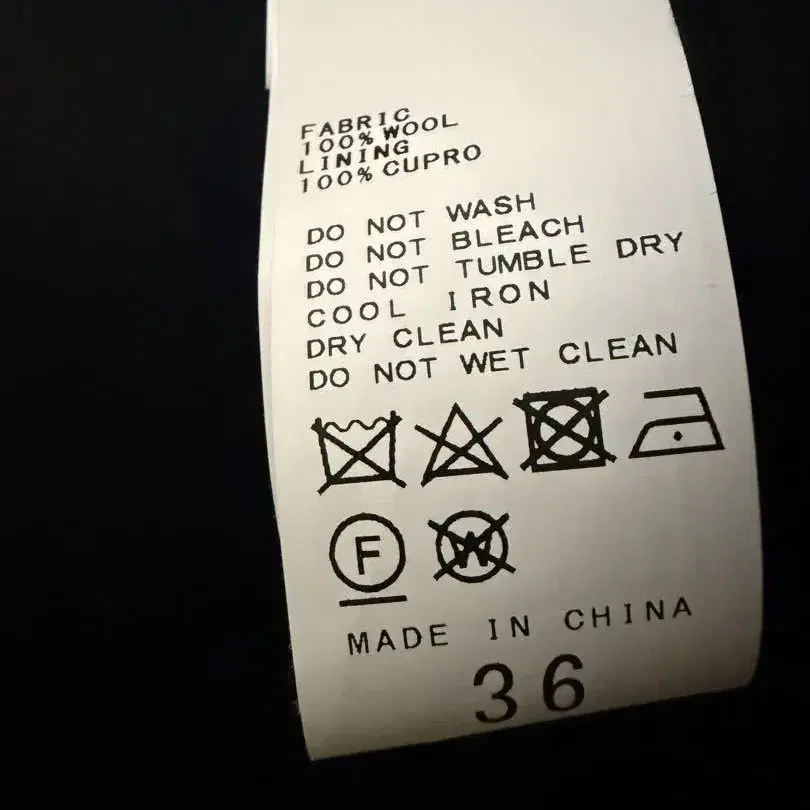 FABRIC
100% WOOL
LINING
100% CUPRO
DO NOT WASH
DO NOT BLEACH
DO NOT TUMBLE DRY
COOL IRON
DRY CLEAN
DO NOT WET CLEAN
F W
MADE IN CHINA
36